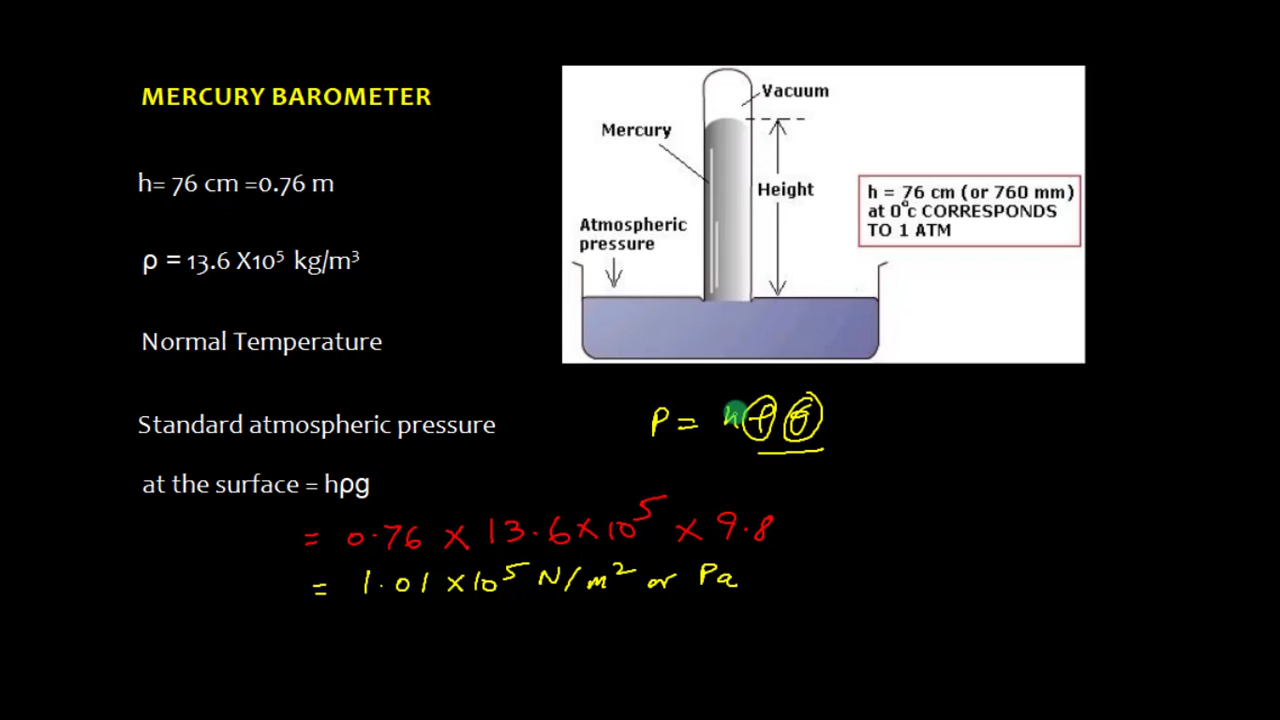 MERCURY BAROMETER
h= 76 cm =0.76 m
ρ = 13.6 X10⁵ kg/m³
Normal Temperature
Standard atmospheric pressure
at the surface = hρg
= 0.76 × 13.6×10⁵ × 9.8
= 1.01 ×10⁵ N/m² or Pa
Vacuum
Mercury
Height
Atmospheric
pressure
h = 76 cm (or 760 mm)
at 0°c CORRESPONDS
TO 1 ATM
P = hρg